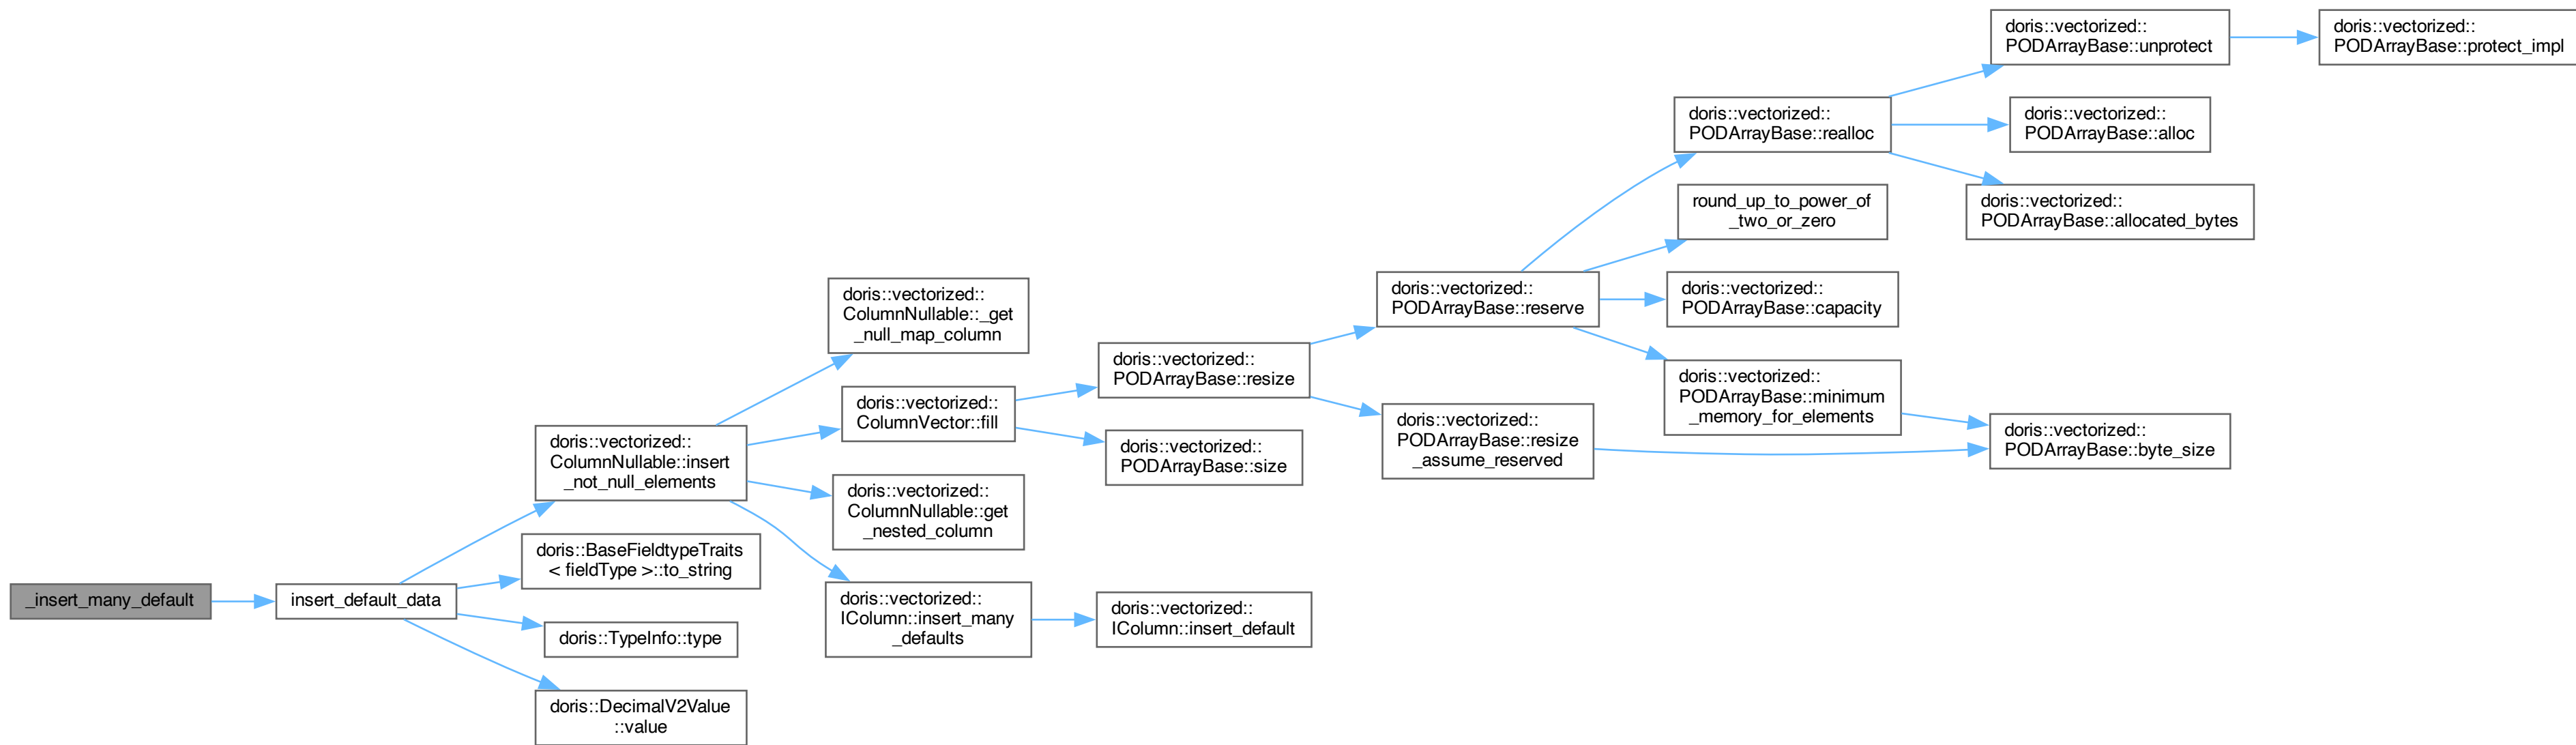 _insert_many_default
insert_default_data
doris::vectorized::
ColumnNullable::insert
_not_null_elements
doris::BaseFieldtypeTraits
< fieldType >::to_string
doris::TypeInfo::type
doris::DecimalV2Value
::value
doris::vectorized::
ColumnNullable::_get
_null_map_column
doris::vectorized::
ColumnVector::fill
doris::vectorized::
ColumnNullable::get
_nested_column
doris::vectorized::
IColumn::insert_many
_defaults
doris::vectorized::
PODArrayBase::resize
doris::vectorized::
PODArrayBase::size
doris::vectorized::
IColumn::insert_default
doris::vectorized::
PODArrayBase::reserve
doris::vectorized::
PODArrayBase::resize
_assume_reserved
doris::vectorized::
PODArrayBase::realloc
round_up_to_power_of
_two_or_zero
doris::vectorized::
PODArrayBase::capacity
doris::vectorized::
PODArrayBase::minimum
_memory_for_elements
doris::vectorized::
PODArrayBase::unprotect
doris::vectorized::
PODArrayBase::alloc
doris::vectorized::
PODArrayBase::allocated_bytes
doris::vectorized::
PODArrayBase::byte_size
doris::vectorized::
PODArrayBase::protect_impl